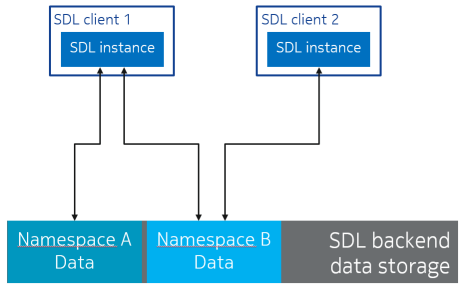 SDL client 1
SDL instance
SDL client 2
SDL instance
Namespace A
Data
Namespace B
Data
SDL backend
data storage